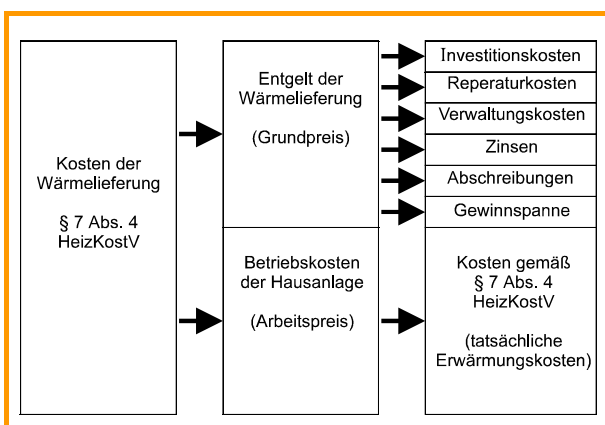 Kosten der
Wärmelieferung
§ 7 Abs. 4
HeizKostV
Entgelt der
Wärmelieferung
(Grundpreis)
Betriebskosten
der Hausanlage
(Arbeitspreis)
Investitionskosten
Reperaturkosten
Verwaltungskosten
Zinsen
Abschreibungen
Gewinnspanne
Kosten gemäß
§ 7 Abs. 4
HeizKostV
(tatsächliche
Erwärmungskosten)